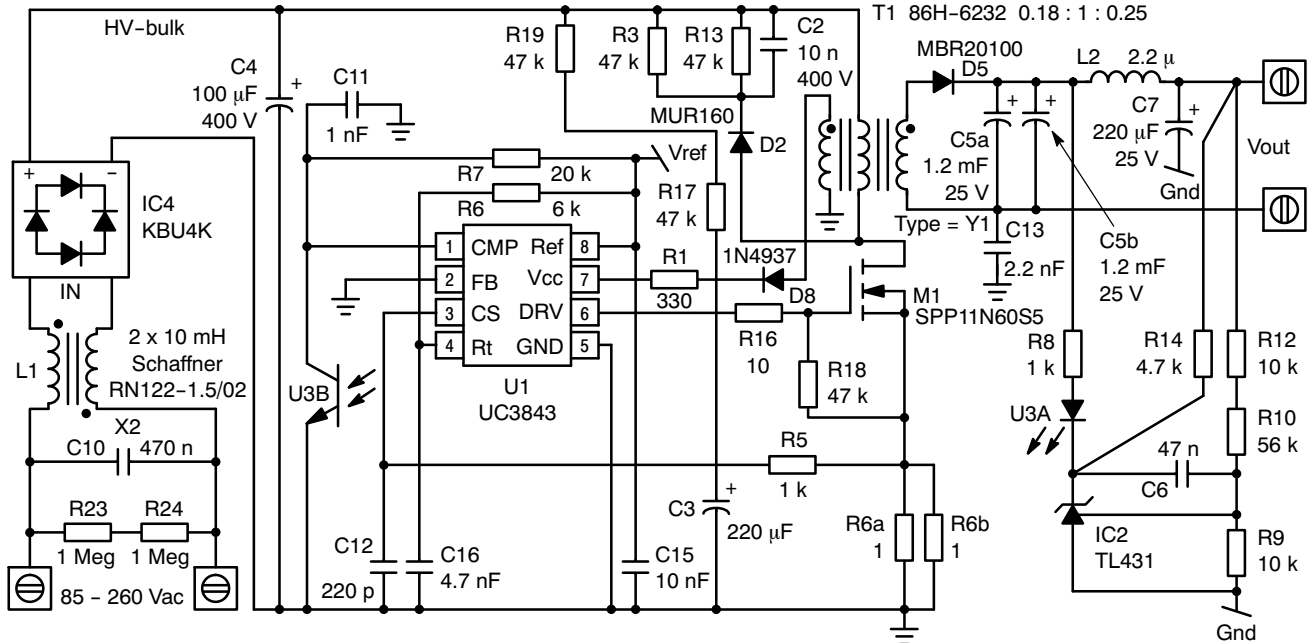 HV-bulk
C4
100 µF
400 V
+
C11
1 nF
R19
47 k
R3
47 k
R13
47 k
C2
10 n
400 V
T1 86H-6232 0.18 : 1 : 0.25
MBR20100
D5
L2
2.2 µ
+
C5a
1.2 mF
25 V
+
C5b
1.2 mF
25 V
C7
+
220 µF
25 V
Gnd
Vout
MUR160
D2
Vref
R7
20 k
R6
6 k
R17
47 k
+
−
IC4
KBU4K
IN
1
CMP
Ref
8
2
FB
Vcc
7
3
CS
DRV
6
4
Rt
GND
5
U1
UC3843
R1
330
1N4937
D8
R16
10
M1
SPP11N60S5
R18
47 k
Type = Y1
C13
2.2 nF
L1
2 x 10 mH
Schaffner
RN122-1.5/02
X2
C10
470 n
R23
1 Meg
R24
1 Meg
85 - 260 Vac
U3B
R5
1 k
C12
220 p
C16
4.7 nF
C15
10 nF
C3
+
220 µF
R6a
1
R6b
1
R8
1 k
U3A
R14
4.7 k
R12
10 k
R10
56 k
47 n
C6
IC2
TL431
R9
10 k
Gnd